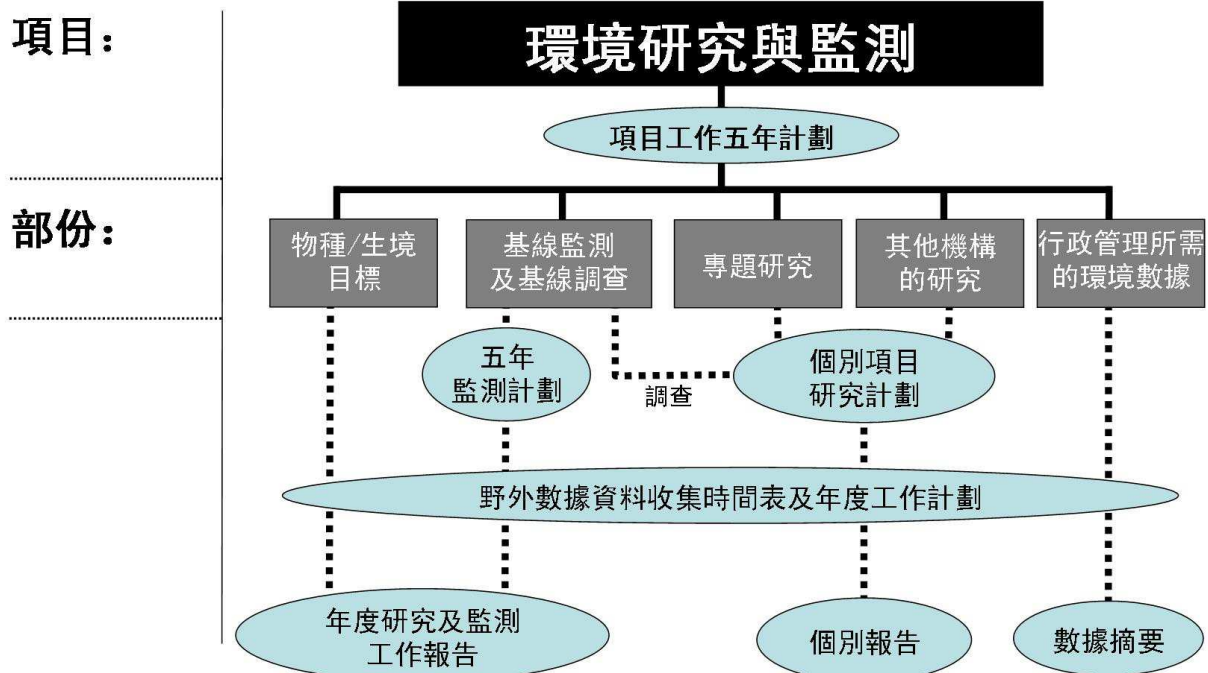 項目：
環境研究與監測
項目工作五年計劃
部份：
物種/生境
目標
基線監測
及基線調查
專題研究
其他機構
的研究
行政管理所需
的環境數據
五年
監測計劃
調查
個別項目
研究計劃
野外數據資料收集時間表及年度工作計劃
年度研究及監測
工作報告
個別報告
數據摘要